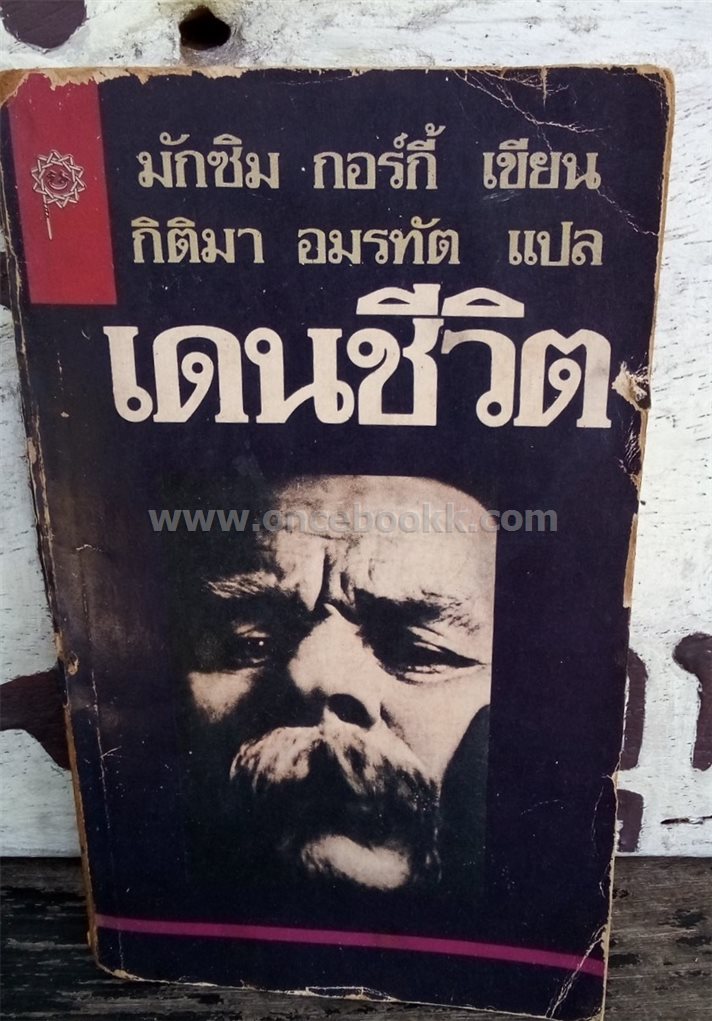 มักซิม กอร์กี้ เขียน
กิติมา อมรทัต แปล
เดนชีวิต
www.oncebookk.com